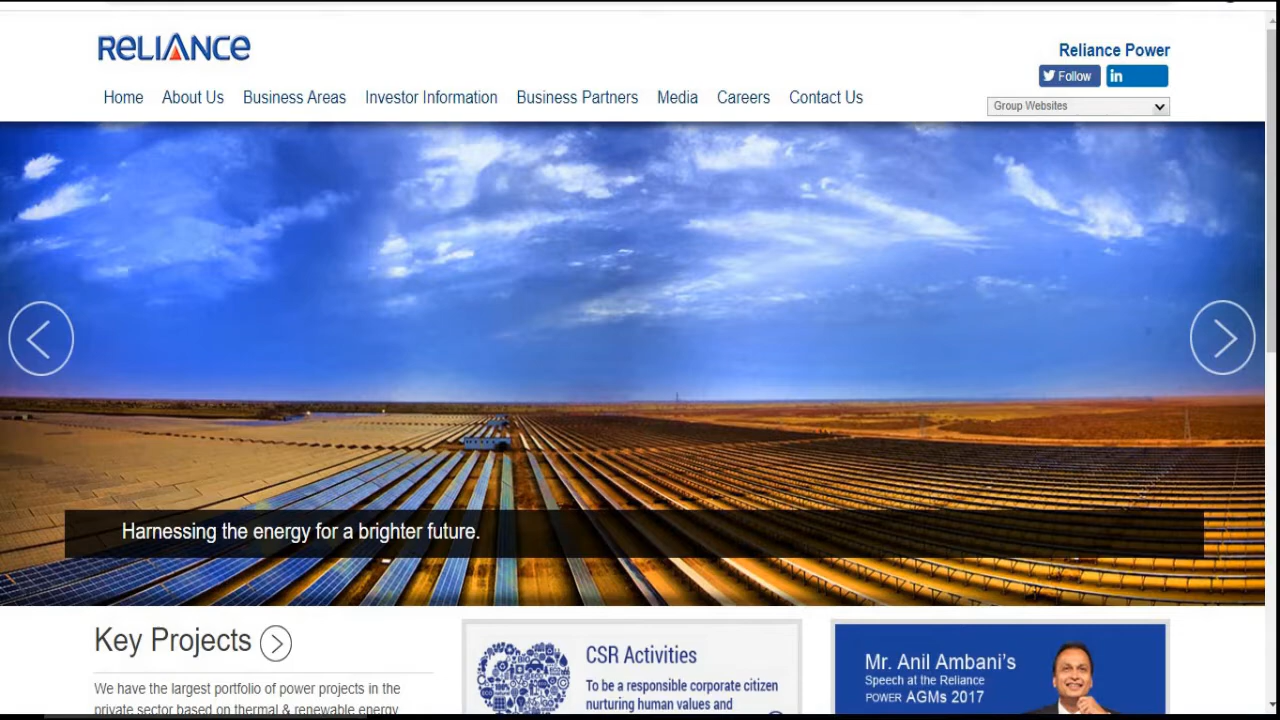 RELIANCE
Reliance Power
Follow
in
Home About Us Business Areas Investor Information Business Partners Media Careers Contact Us
Group Websites
Harnessing the energy for a brighter future.
Key Projects
We have the largest portfolio of power projects in the
private sector based on thermal & renewable energy
CSR Activities
To be a responsible corporate citizen
nurturing human values and
Mr. Anil Ambani's
Speech at the Reliance
POWER AGMs 2017